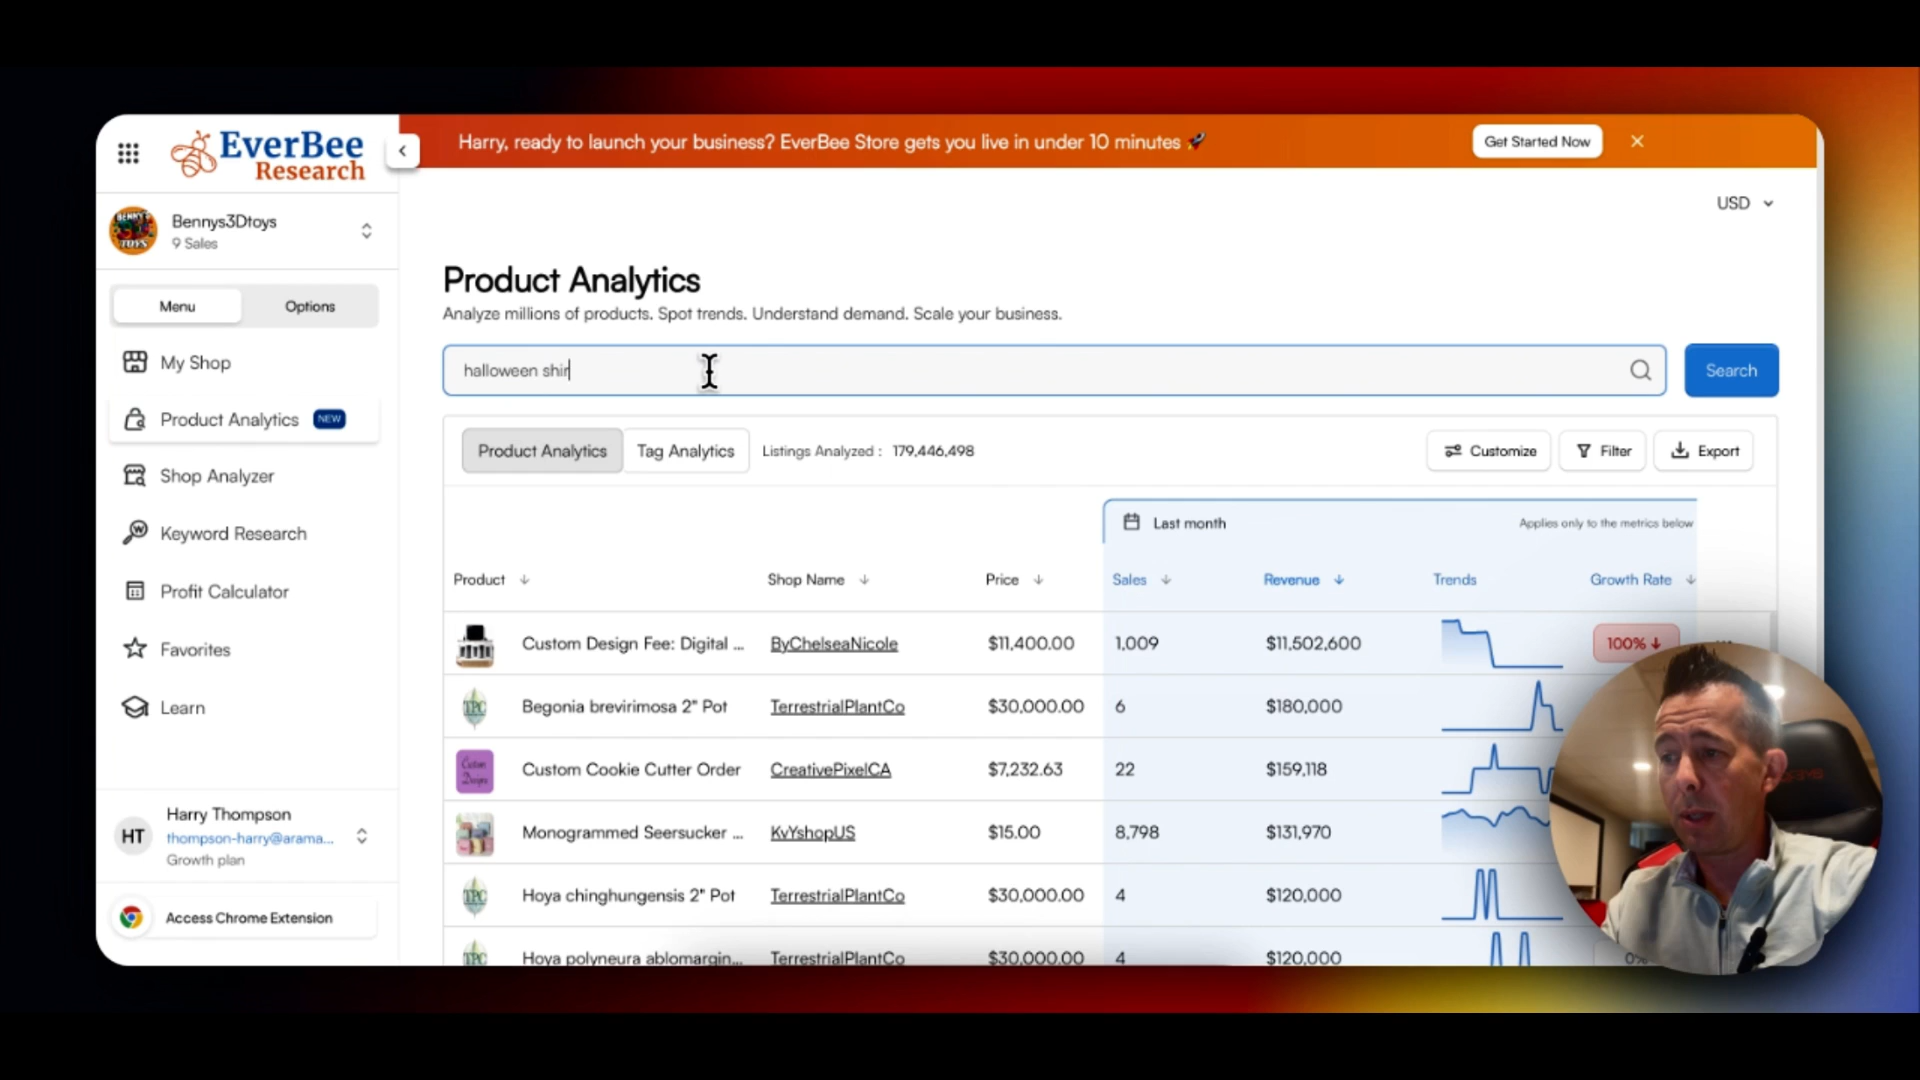 EverBee
Research
Harry, ready to launch your business? EverBee Store gets you live in under 10 minutes 🚀
Get Started Now
Bennys3Dtoys
9 Sales
USD
Menu
Options
Product Analytics
Analyze millions of products. Spot trends. Understand demand. Scale your business.
halloween shir
Search
My Shop
Product Analytics NEW
Shop Analyzer
Keyword Research
Profit Calculator
Favorites
Learn
Harry Thompson
HT
thompson-harry@arama...
Growth plan
Access Chrome Extension
Product Analytics
Tag Analytics
Listings Analyzed : 179,446,498
Customize
Filter
Export
Last month
Applies only to the metrics below
Product Shop Name Price Sales Revenue Trends Growth Rate
Custom Design Fee: Digital ... ByChelseaNicole $11,400.00 1,009 $11,502,600 100%
Begonia brevirimosa 2" Pot TerrestrialPlantCo $30,000.00 6 $180,000
Custom Cookie Cutter Order CreativePixelCA $7,232.63 22 $159,118
Monogrammed Seersucker ... KvYshopUS $15.00 8,798 $131,970
Hoya chinghungensis 2" Pot TerrestrialPlantCo $30,000.00 4 $120,000
Hoya polyneura ablomargin... TerrestrialPlantCo $30,000.00 4 $120,000